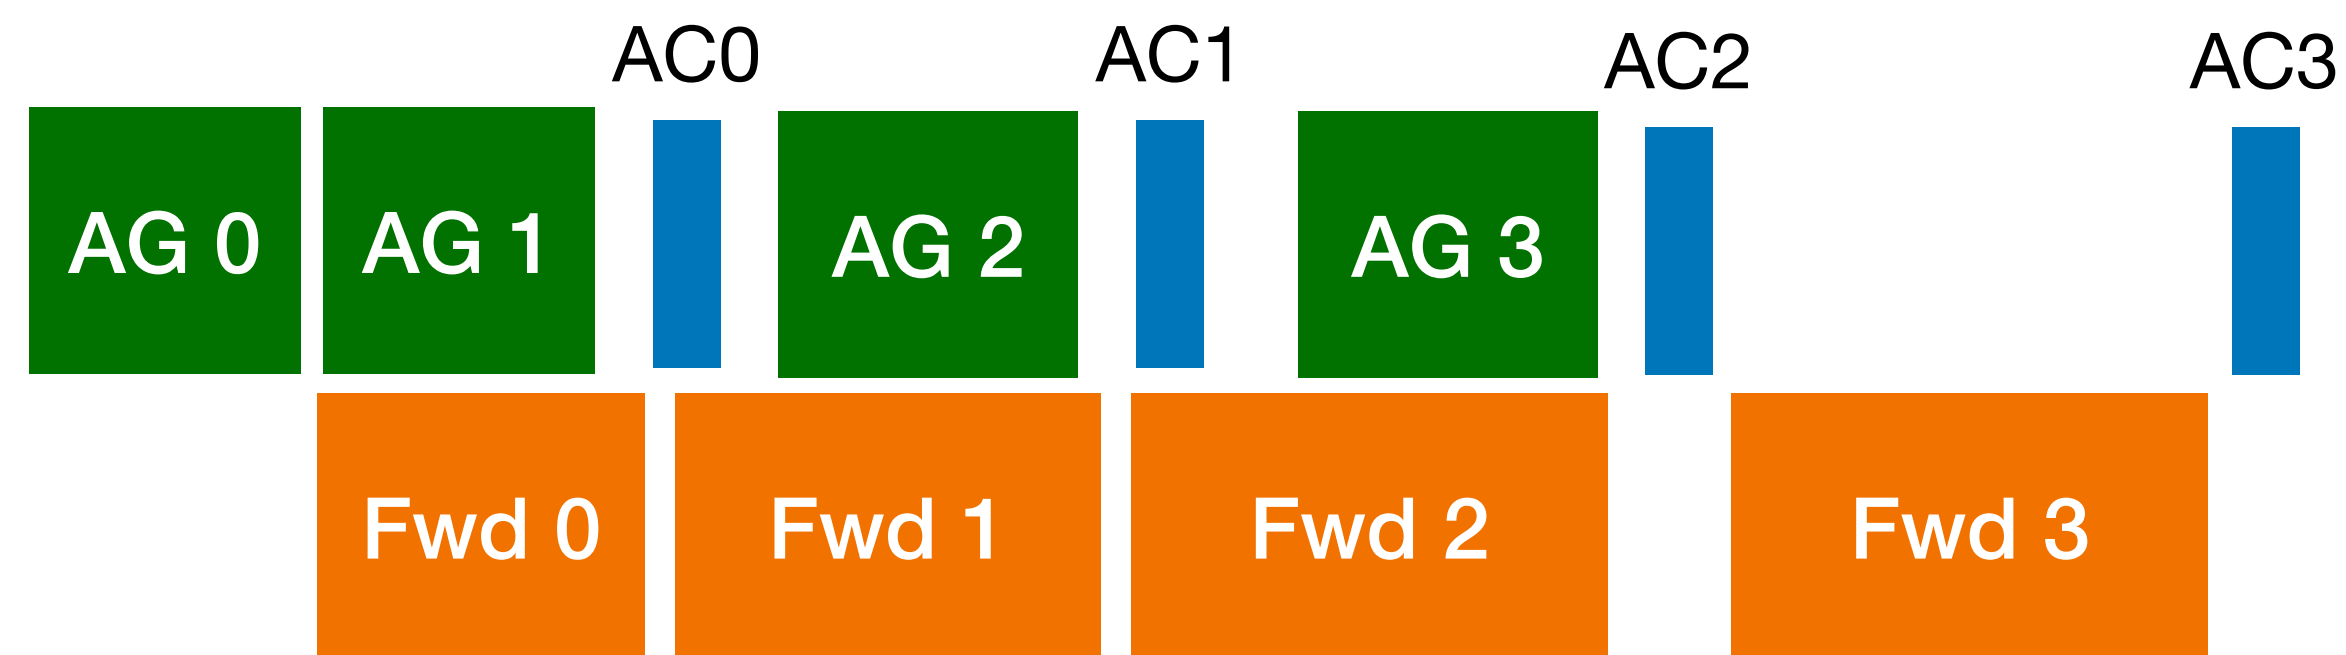 AC0 AC1 AC2 AC3
AG 0 AG 1 AG 2 AG 3
Fwd 0 Fwd 1 Fwd 2 Fwd 3